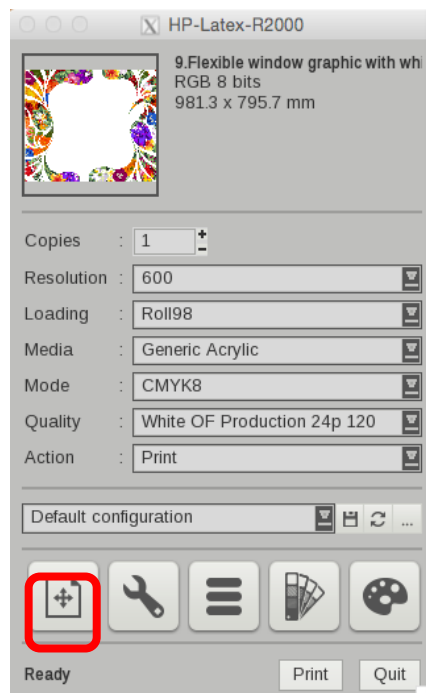 HP-Latex-R2000
9.Flexible window graphic with whi
RGB 8 bits
981.3 x 795.7 mm
Copies : 1
Resolution : 600
Loading : Roll98
Media : Generic Acrylic
Mode : CMYK8
Quality : White OF Production 24p 120
Action : Print
Default configuration ...
Ready Print Quit